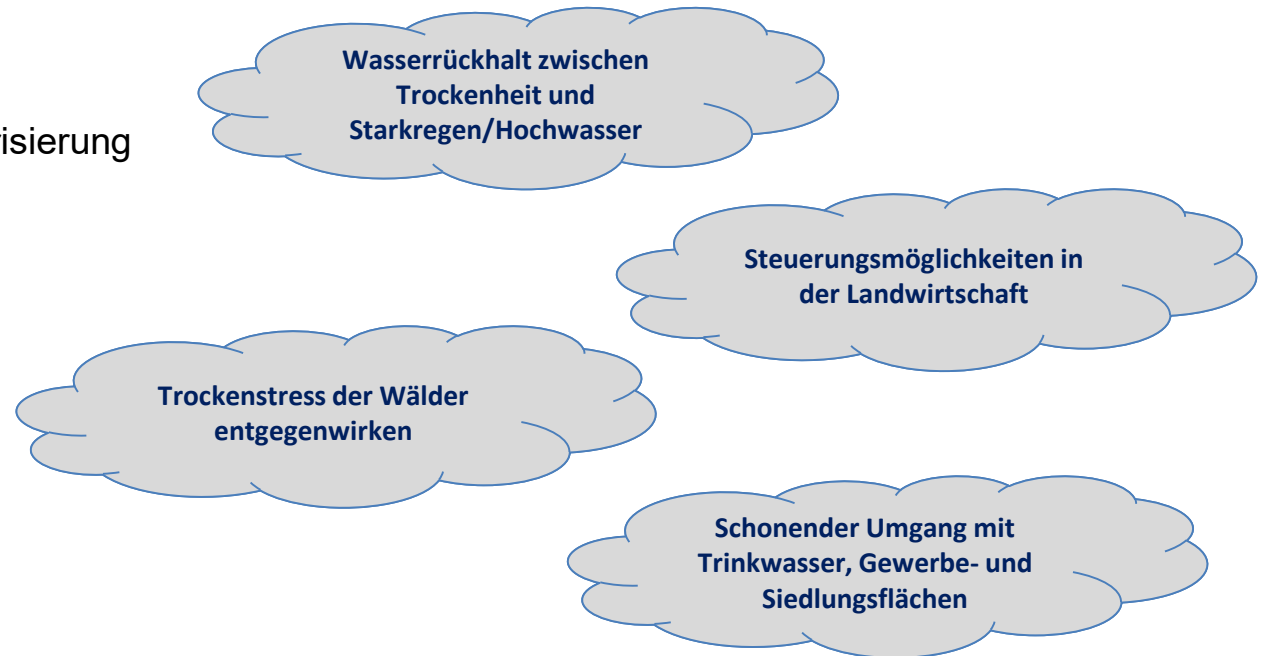 Wasserrückhalt zwischen
Trockenheit und
Starkregen/Hochwasser
isierung
Steuerungsmöglichkeiten in
der Landwirtschaft
Trockenstress der Wälder
entgegenwirken
Schonender Umgang mit
Trinkwasser, Gewerbe- und
Siedlungsflächen